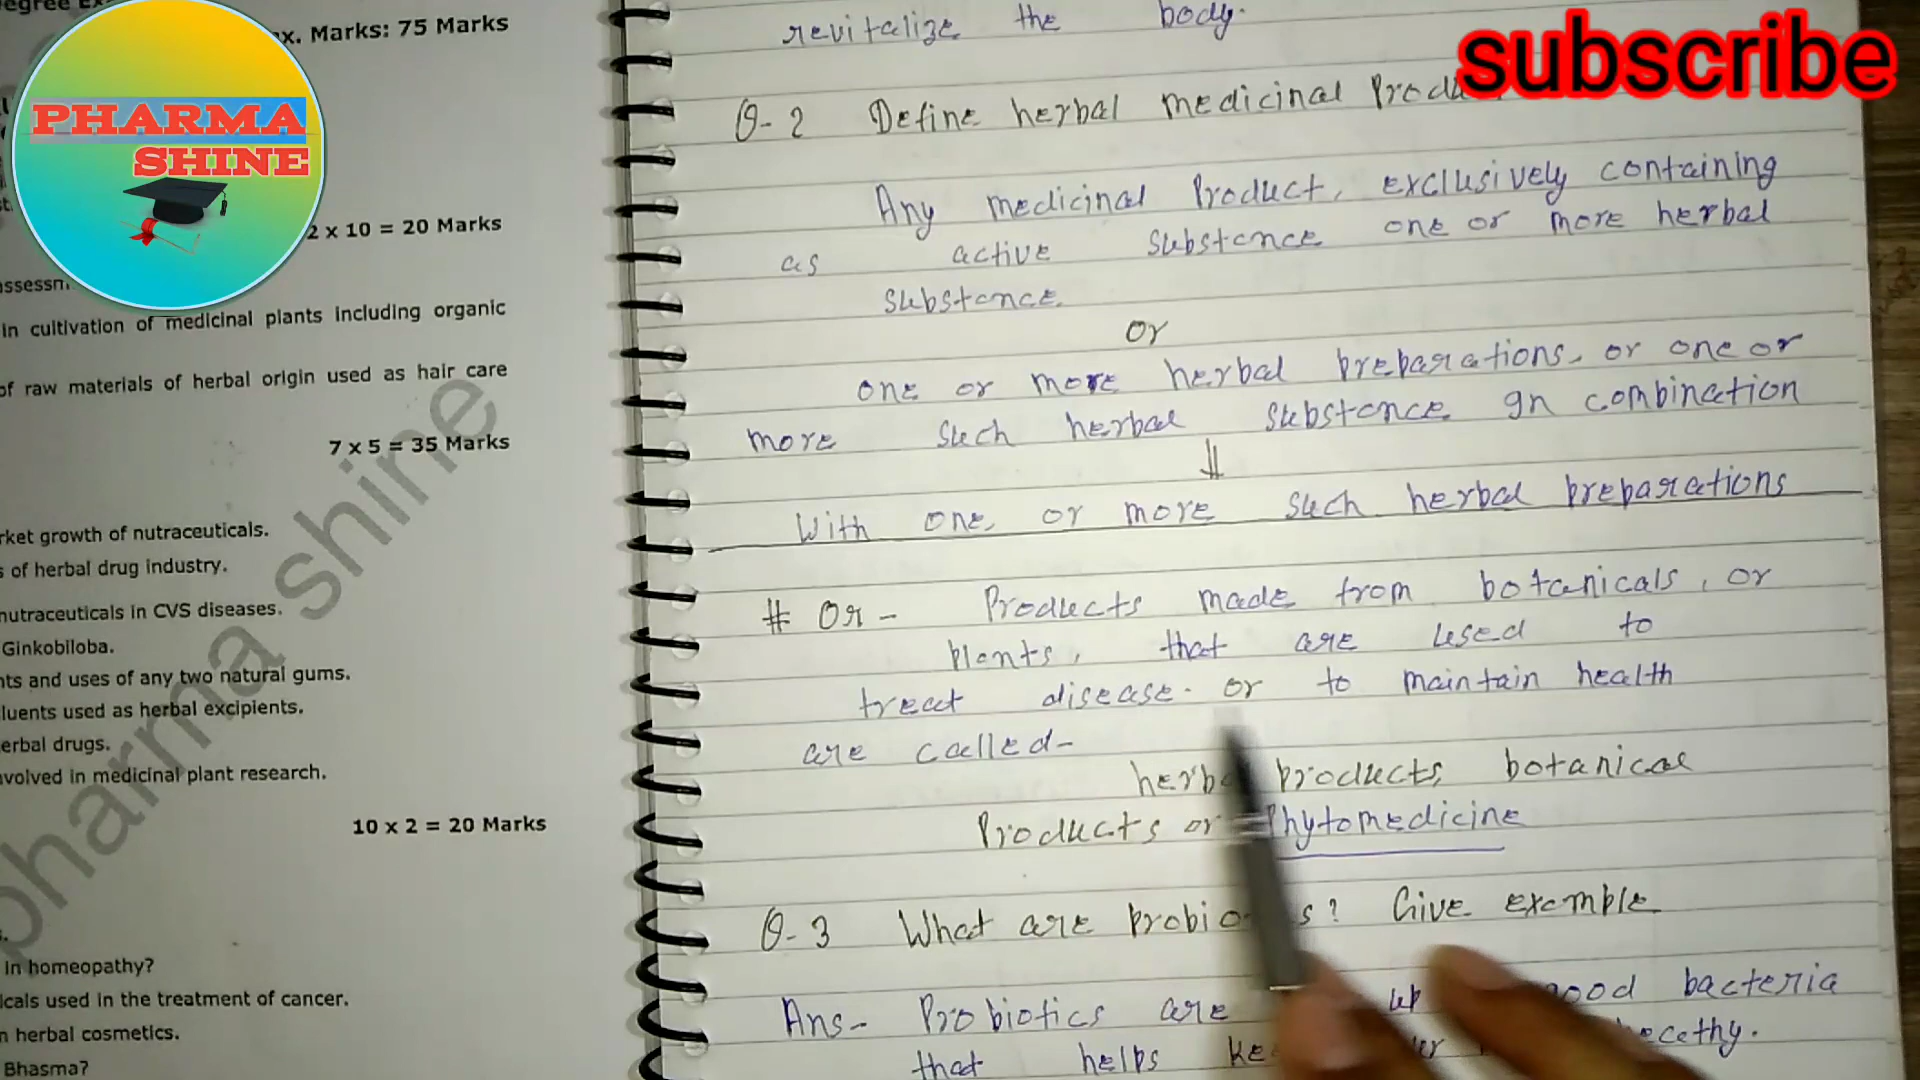 Degree Ex
x. Marks: 75 Marks
PHARMA
SHINE
2 x 10 = 20 Marks
assessm
in cultivation of medicinal plants including organic
of raw materials of herbal origin used as hair care
7 x 5 = 35 Marks
rket growth of nutraceuticals.
s of herbal drug industry.
nutraceuticals in CVS diseases.
Ginkobiloba.
nts and uses of any two natural gums.
luents used as herbal excipients.
erbal drugs.
nvolved in medicinal plant research.
10 x 2 = 20 Marks
in homeopathy?
icals used in the treatment of cancer.
n herbal cosmetics.
Bhasma?
pharma shine
subscribe
revitalize the body.
Q-2 Define herbal medicinal Produ
Any medicinal Product, exclusively containing
as active substance one or more herbal
substance.
or
one or more herbal preparations, or one or
more such herbal substance In combination
With one, or more such herbal preparations
# Or - Products made from botanicals, or
plants, that are used to
treat disease. or to maintain health
are called-
herbal products, botanical
Products or Phytomedicine
Q-3 What are probio s? Give example
Ans- Probiotics are up good bacteria
that helps